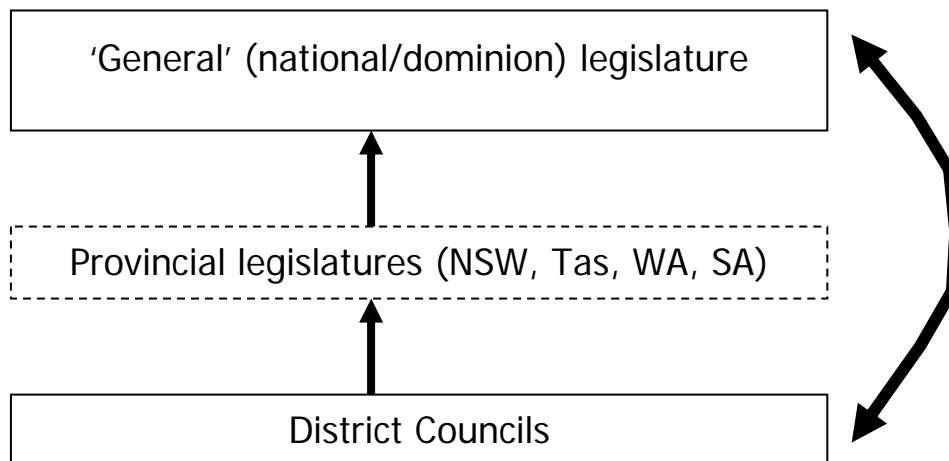 ‘General’ (national/dominion) legislature
Provincial legislatures (NSW, Tas, WA, SA)
District Councils